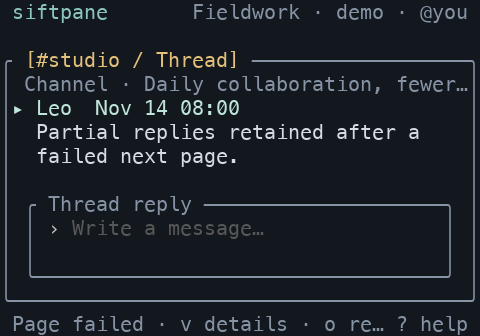 siftpane Fieldwork · demo · @you
[#studio / Thread]
Channel · Daily collaboration, fewer…
▸ Leo Nov 14 08:00
Partial replies retained after a
failed next page.
Thread reply
› Write a message…
Page failed · v details · o re… ? help